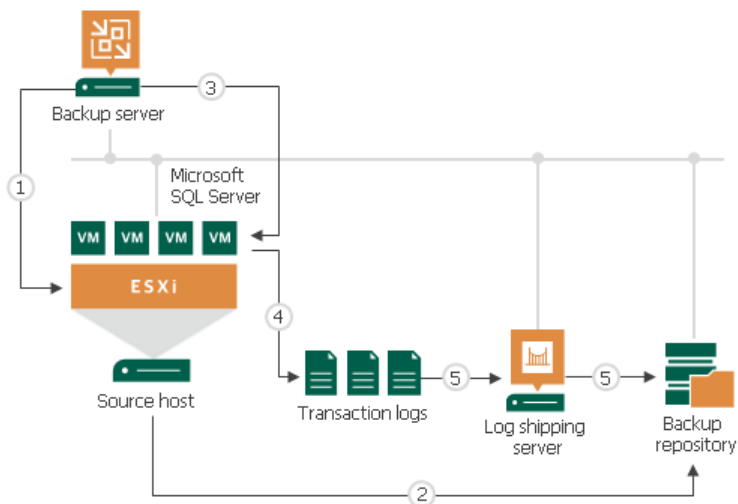 3
Backup server
Microsoft
SQL Server
1
VM VM VM VM
ESXi
4
5
5
Source host
Transaction logs
Log shipping
server
Backup
repository
2